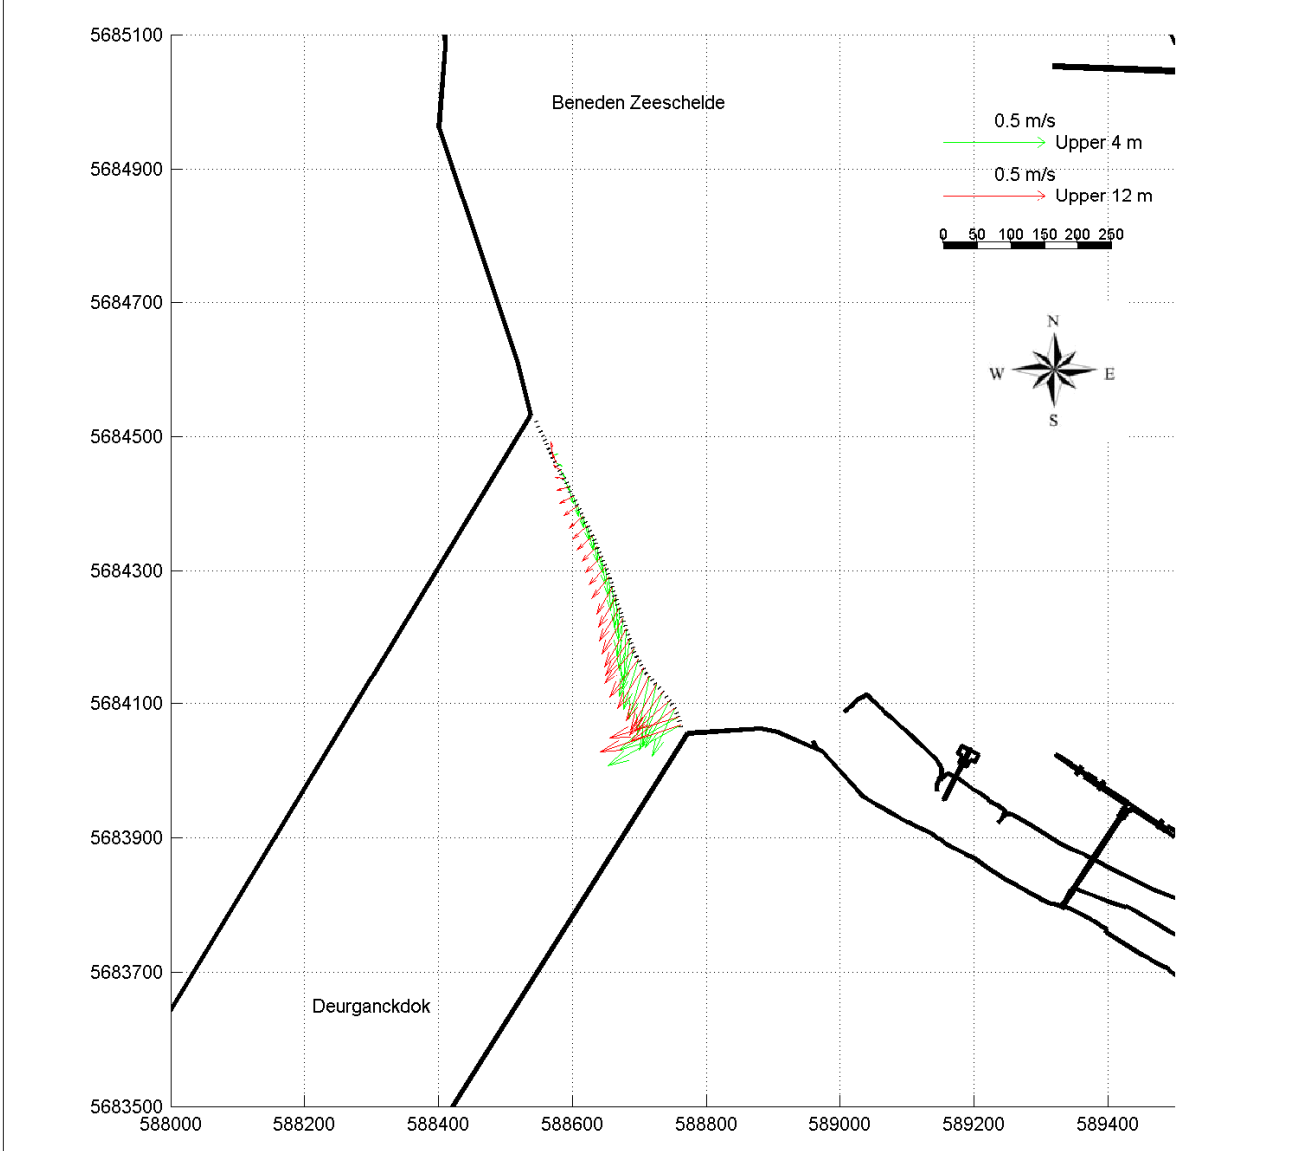 5685100
Beneden Zeeschelde
0.5 m/s
Upper 4 m
5684900
0.5 m/s
Upper 12 m
0 50 100 150 200 250
5684700
N
W E
S
5684500
5684300
5684100
5683900
5683700
Deurganckdok
5683500
588000 588200 588400 588600 588800 589000 589200 589400